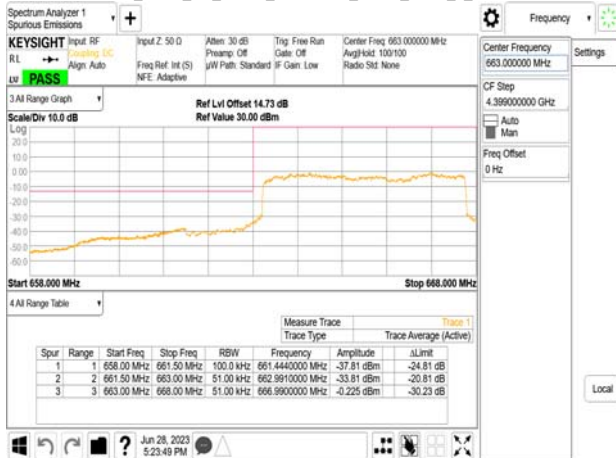 Spectrum Analyzer 1
Spurious Emissions
+
Frequency
KEYSIGHT Input: RF Input Z: 50 Ω Atten: 30 dB Trig: Free Run Center Freq: 663.000000 MHz
RL Coupling: DC Preamp: Off Gate: Off Avg|Hold: 100/100
Align: Auto Freq Ref: Int (S) µW Path: Standard IF Gain: Low Radio Std: None
NFE: Adaptive
PASS
Center Frequency
663.000000 MHz
Settings
CF Step
4.399000000 GHz
Auto
Man
Freq Offset
0 Hz
Local
3 All Range Graph
Ref Lvl Offset 14.73 dB
Scale/Div 10.0 dB Ref Value 30.00 dBm
Log
20.0
10.0
0.00
-10.0
-20.0
-30.0
-40.0
-50.0
-60.0
Start 658.000 MHz Stop 668.000 MHz
4 All Range Table
Measure Trace Trace 1
Trace Type Trace Average (Active)
Spur Range Start Freq Stop Freq RBW Frequency Amplitude ΔLimit
1 1 658.00 MHz 661.50 MHz 100.0 kHz 661.4440000 MHz -37.81 dBm -24.81 dB
2 2 661.50 MHz 663.00 MHz 51.00 kHz 662.9910000 MHz -33.81 dBm -20.81 dB
3 3 663.00 MHz 668.00 MHz 51.00 kHz 666.9900000 MHz -0.225 dBm -30.23 dB
?
Jun 28, 2023
5:23:49 PM